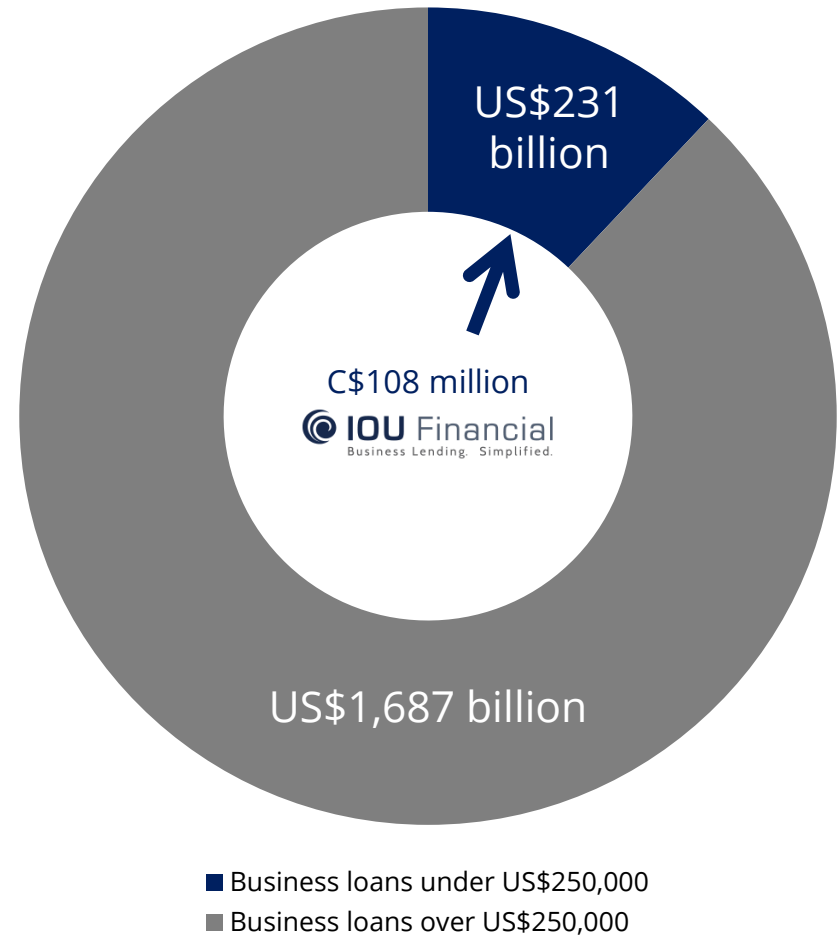 US$231
billion
C$108 million
IOU Financial
Business Lending. Simplified.
US$1,687 billion
Business loans under US$250,000
Business loans over US$250,000